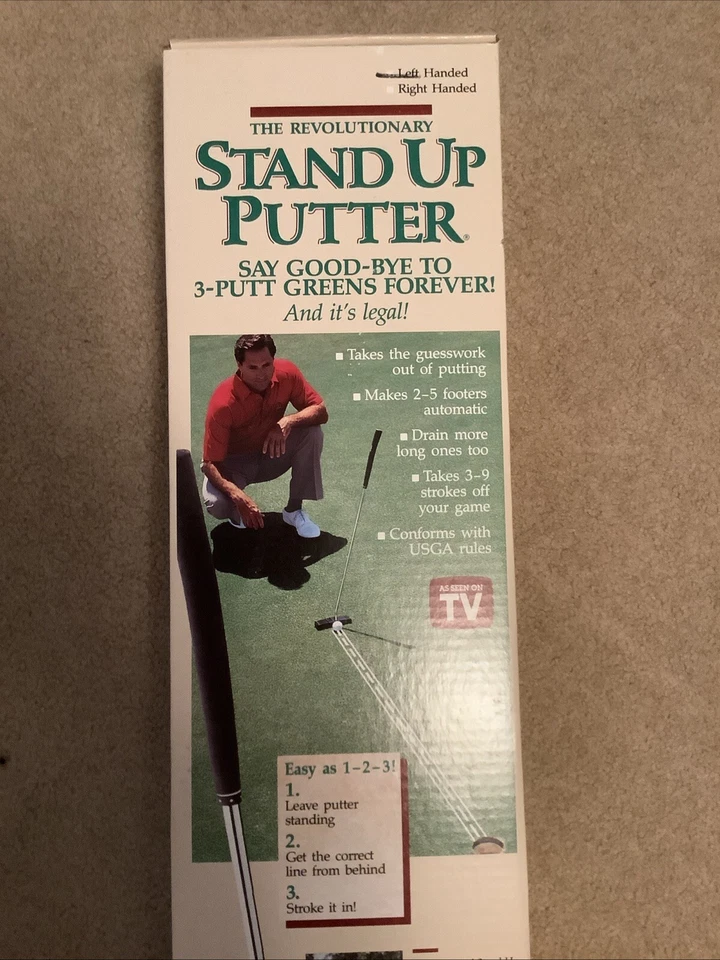 Left Handed
Right Handed
THE REVOLUTIONARY
STAND UP
PUTTER®
SAY GOOD-BYE TO
3-PUTT GREENS FOREVER!
And it's legal!
Takes the guesswork
out of putting
Makes 2–5 footers
automatic
Drain more
long ones too
Takes 3–9
strokes off
your game
Conforms with
USGA rules
AS SEEN ON
TV
Easy as 1–2–3!
1.
Leave putter
standing
2.
Get the correct
line from behind
3.
Stroke it in!